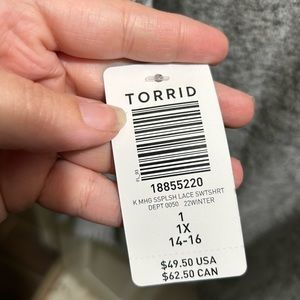 TORRID
FL_93
18855220
K MHG SSPLSH LACE SWTSHRT
DEPT 0050 22WINTER
1
1X
14-16
$49.50 USA
$62.50 CAN